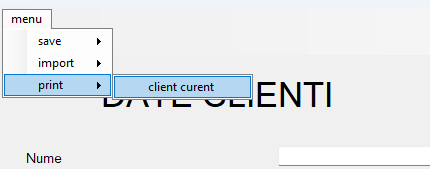 menu
save
import
print
client curent
DATE CLIENTI
Nume